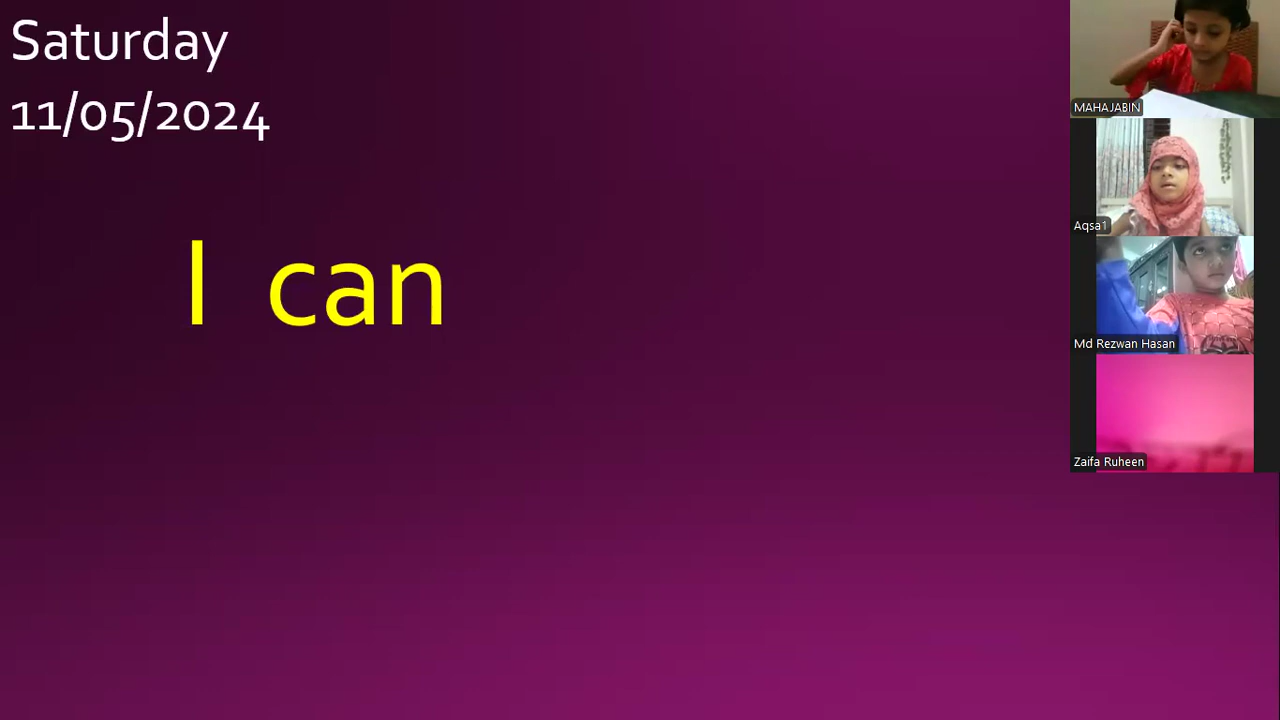 Saturday
11/05/2024
I can
MAHAJABIN
Aqsa1
Md Rezwan Hasan
Zaifa Ruheen